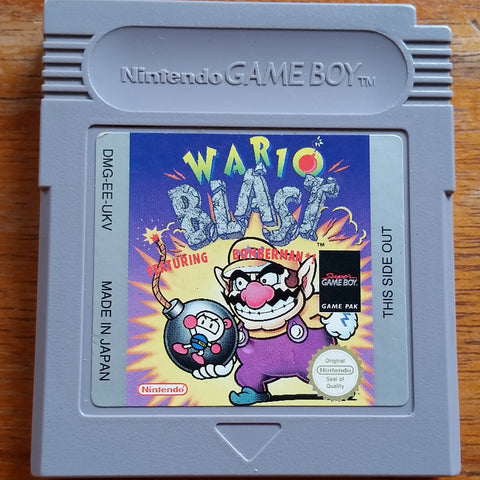 Nintendo GAME BOY TM
WARIO
BLAST
TM
FEATURING BOMBERMAN!
DMG-EE-UKV
MADE IN JAPAN
THIS SIDE OUT
Super
GAME BOY
GAME PAK
Nintendo
Original
Nintendo
Seal of
Quality